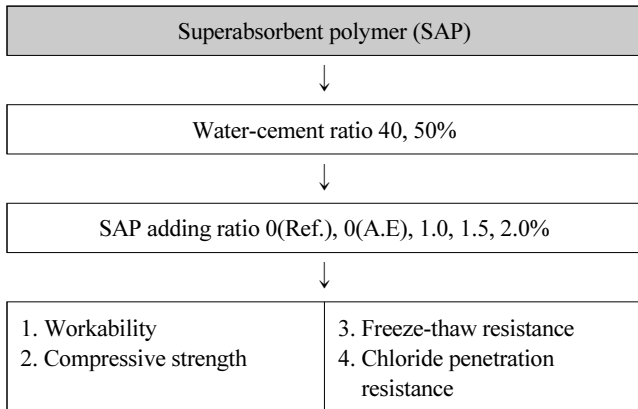 Superabsorbent polymer (SAP)
↓
Water-cement ratio 40, 50%
↓
SAP adding ratio 0(Ref.), 0(A.E), 1.0, 1.5, 2.0%
↓
1. Workability
2. Compressive strength
3. Freeze-thaw resistance
4. Chloride penetration
resistance